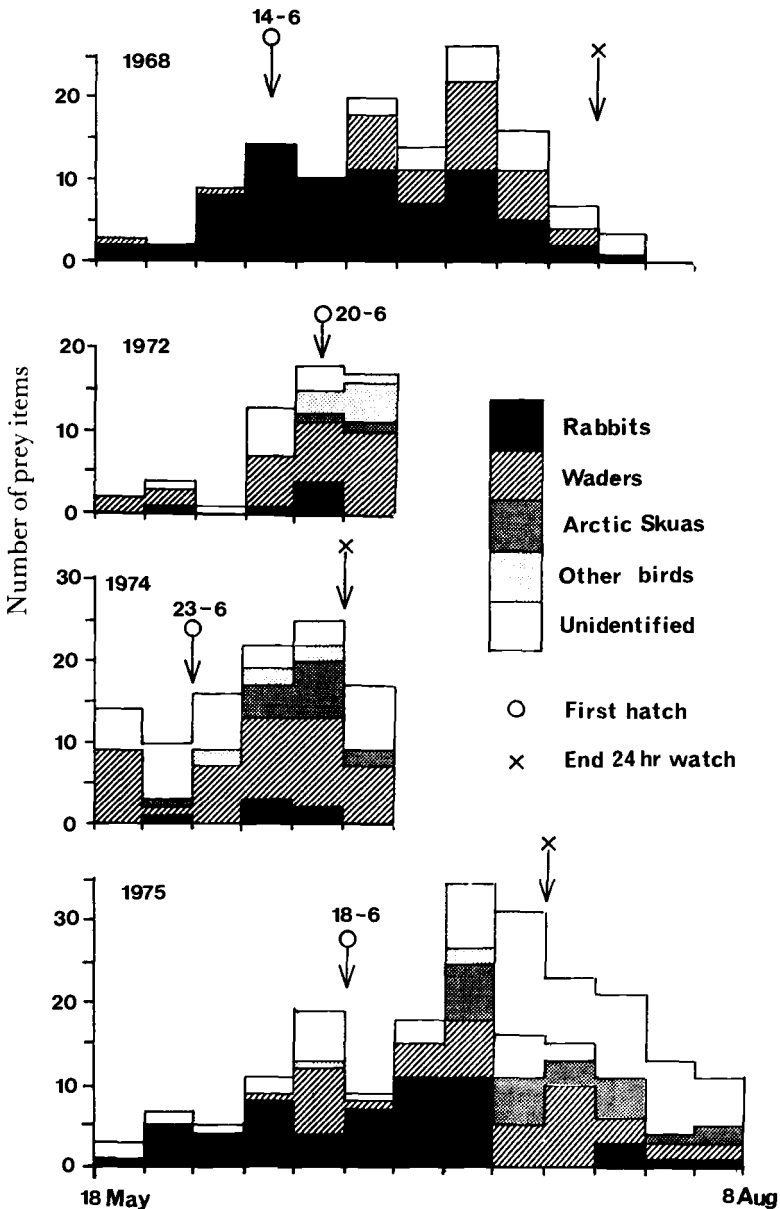 14-6
1968
20
10
0
20-6
20
1972
10
0
Number of prey items
Rabbits
Waders
Arctic Skuas
Other birds
Unidentified
30
1974
23-6
20
10
0
First hatch
End 24 hr watch
1975
30
18-6
20
10
0
18 May
8 Aug